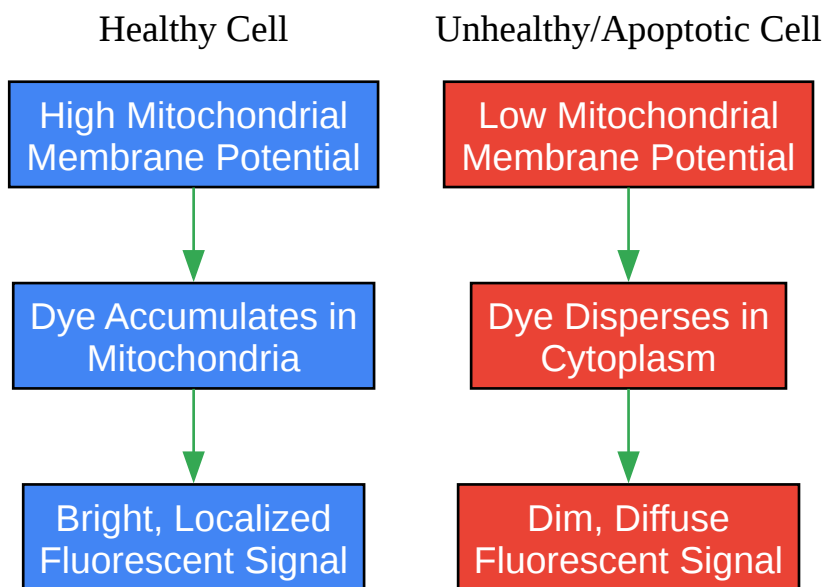 Healthy Cell
Unhealthy/Apoptotic Cell
High Mitochondrial
Membrane Potential
Low Mitochondrial
Membrane Potential
Dye Accumulates in
Mitochondria
Dye Disperses in
Cytoplasm
Bright, Localized
Fluorescent Signal
Dim, Diffuse
Fluorescent Signal